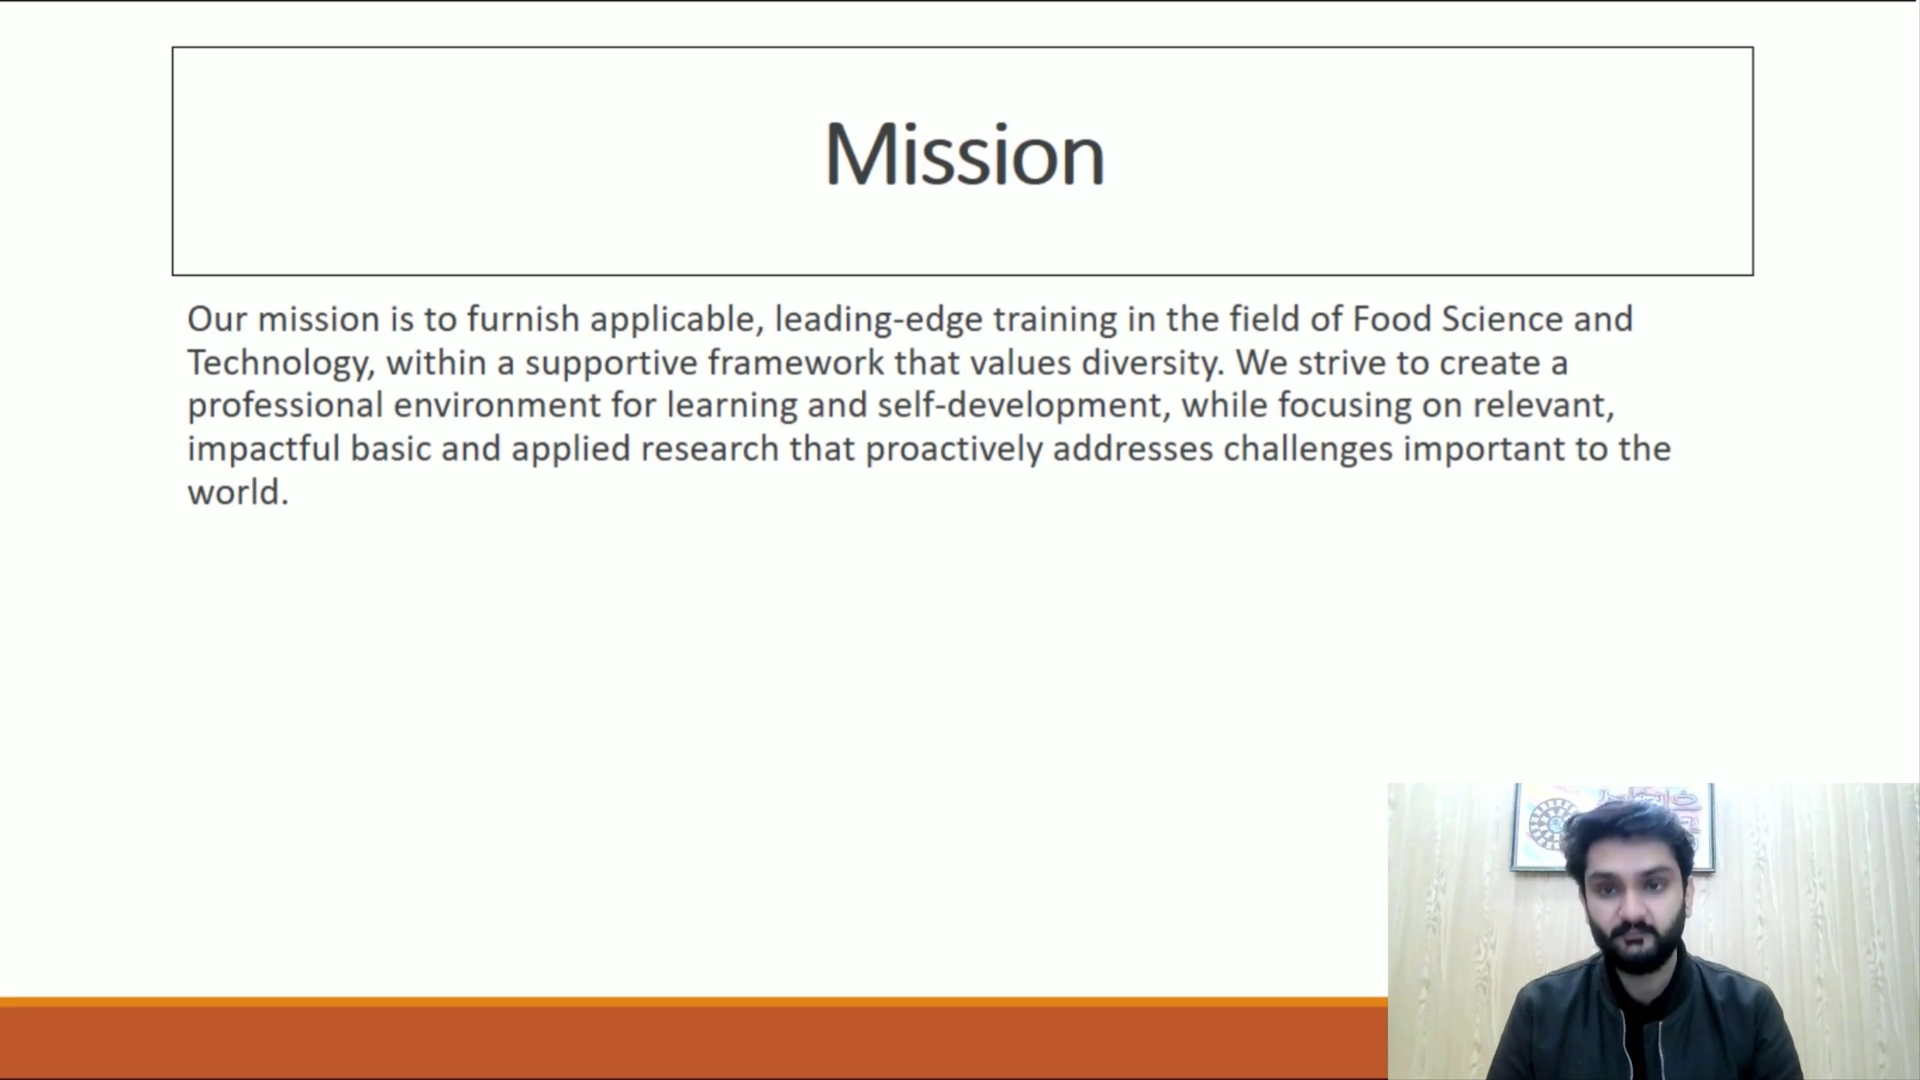 Mission
Our mission is to furnish applicable, leading-edge training in the field of Food Science and
Technology, within a supportive framework that values diversity. We strive to create a
professional environment for learning and self-development, while focusing on relevant,
impactful basic and applied research that proactively addresses challenges important to the
world.